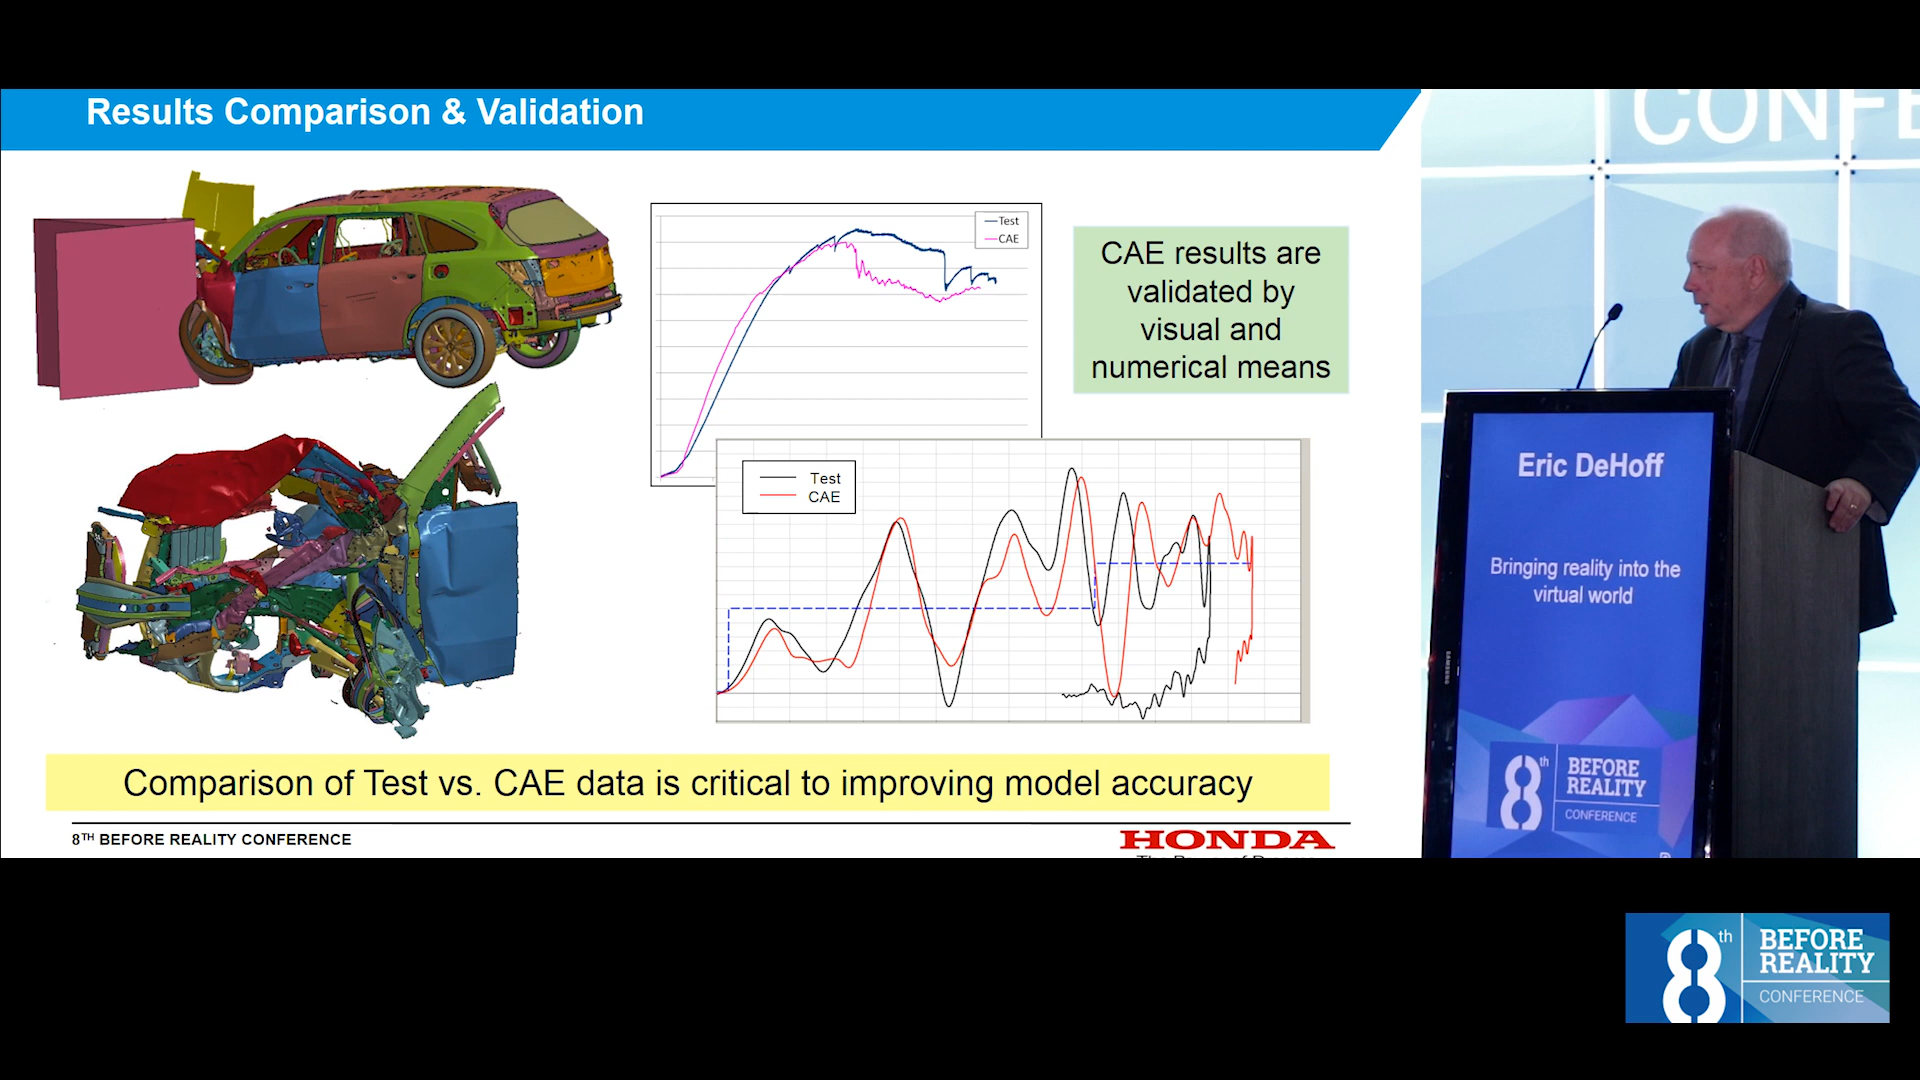 Results Comparison & Validation
Test
CAE
CAE results are
validated by
visual and
numerical means
Test
CAE
Comparison of Test vs. CAE data is critical to improving model accuracy
8TH BEFORE REALITY CONFERENCE
HONDA
Eric DeHoff
Bringing reality into the
virtual world
8th
BEFORE
REALITY
CONFERENCE
SAMSUNG
8th
BEFORE
REALITY
CONFERENCE